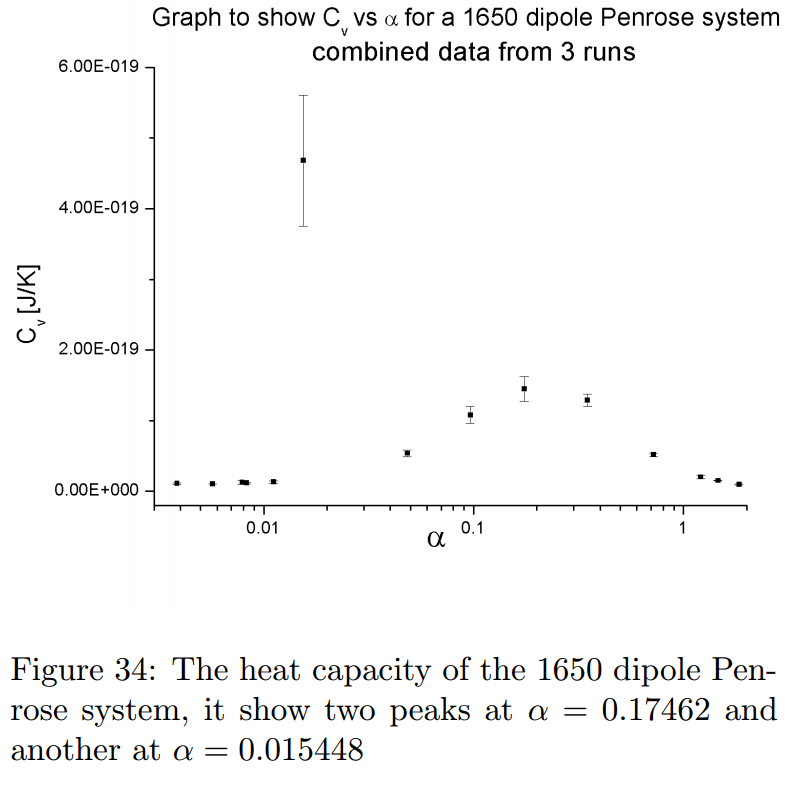 Graph to show Cv vs α for a 1650 dipole Penrose system
combined data from 3 runs
6.00E-019
4.00E-019
Cv [J/K]
2.00E-019
0.00E+000
0.01
0.1
1
α
Figure 34: The heat capacity of the 1650 dipole Pen-
rose system, it show two peaks at α = 0.17462 and
another at α = 0.015448